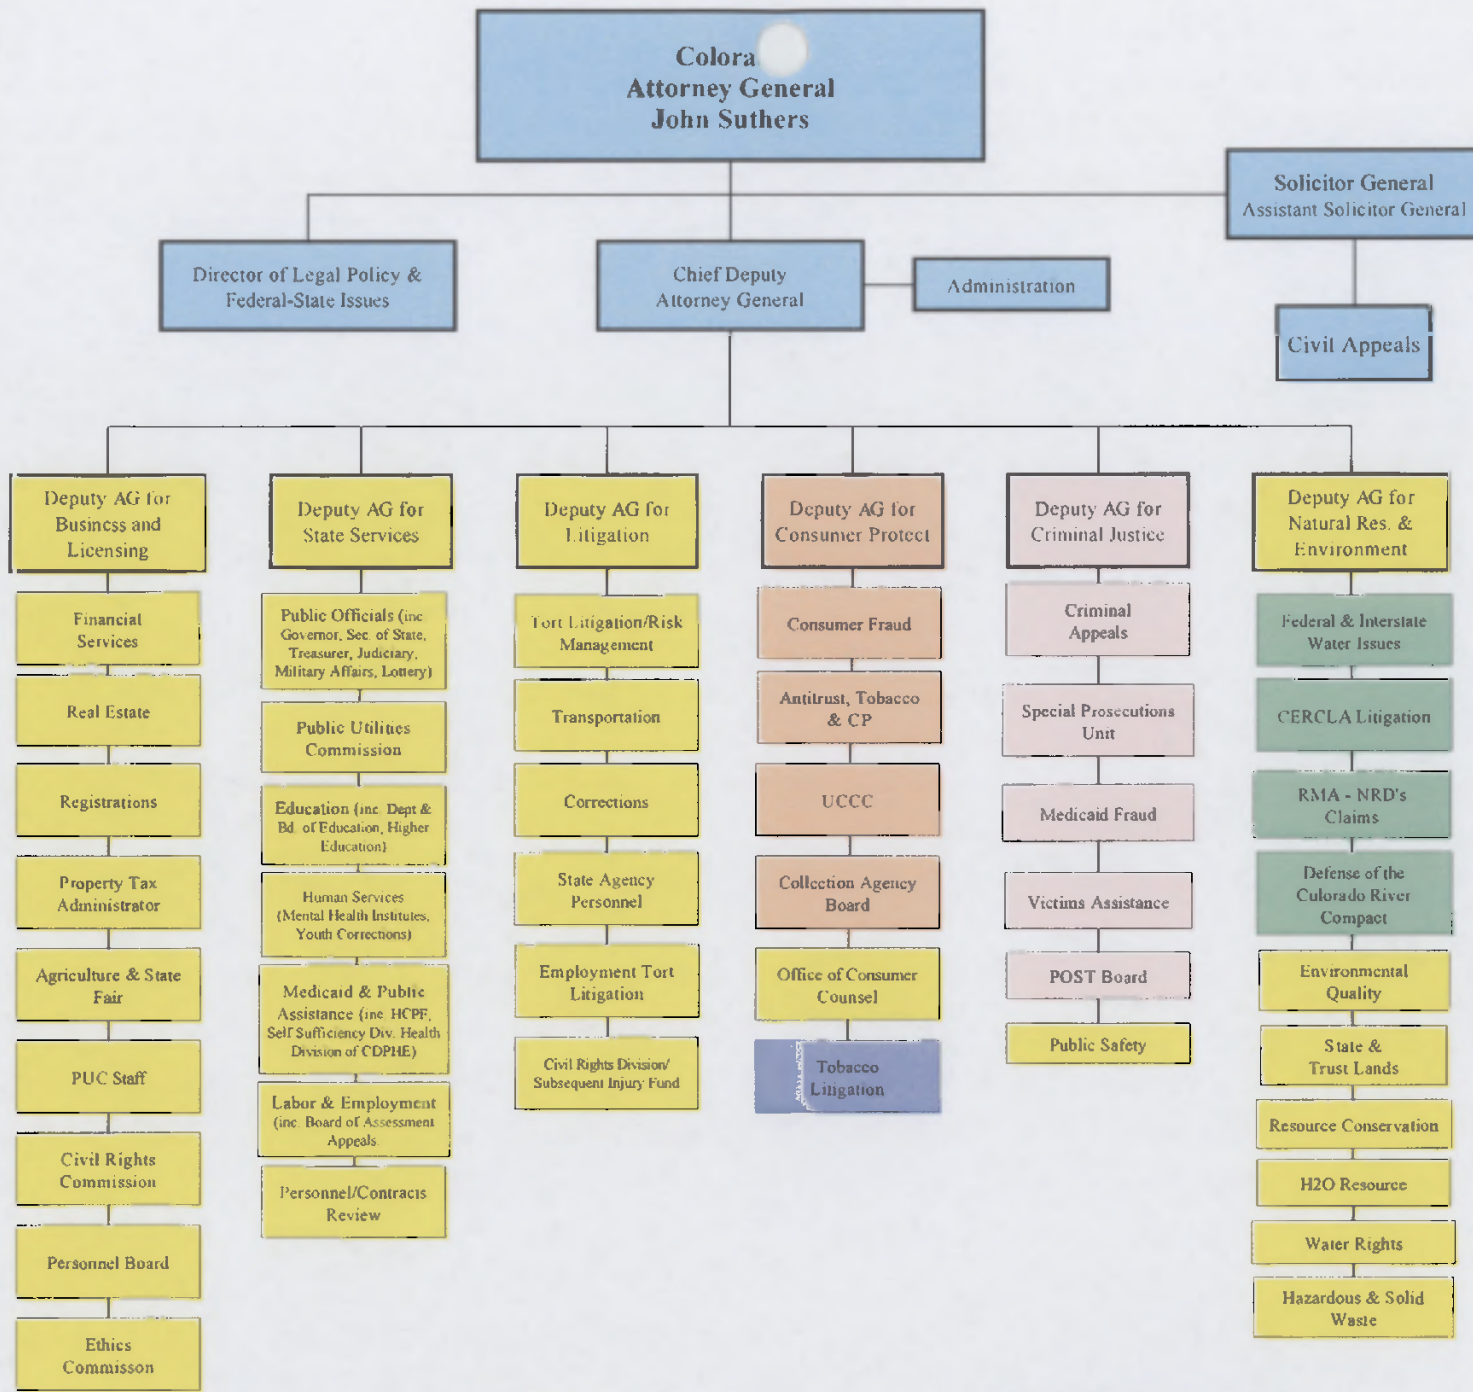 Colora
Attorney General
John Suthers
Solicitor General
Assistant Solicitor General
Director of Legal Policy &
Federal-State Issues
Chief Deputy
Attorney General
Administration
Civil Appeals
Deputy AG for
Business and
Licensing
Financial
Services
Real Estate
Registrations
Property Tax
Administrator
Agriculture & State
Fair
PUC Staff
Civil Rights
Commission
Personnel Board
Ethics
Commisson
Deputy AG for
State Services
Public Officials (inc
Governor, Sec. of State,
Treasurer, Judiciary,
Military Affairs, Lottery)
Public Utilities
Commission
Education (inc. Dept &
Bd. of Education, Higher
Education)
Human Services
(Mental Health Institutes,
Youth Corrections)
Medicaid & Public
Assistance (inc. HCPF,
Self Sufficiency Div. Health
Division of CDPHE)
Labor & Employment
(inc. Board of Assessment
Appeals
Personnel/Contracts
Review
Deputy AG for
Litigation
Tort Litigation/Risk
Management
Transportation
Corrections
State Agency
Personnel
Employment Tort
Litigation
Civil Rights Division/
Subsequent Injury Fund
Deputy AG for
Consumer Protect
Consumer Fraud
Antitrust, Tobacco
& CP
UCCC
Collection Agency
Board
Office of Consumer
Counsel
Tobacco
Litigation
Deputy AG for
Criminal Justice
Criminal
Appeals
Special Prosecutions
Unit
Medicaid Fraud
Victims Assistance
POST Board
Public Safety
Deputy AG for
Natural Res. &
Environment
Federal & Interstate
Water Issues
CERCLA Litigation
RMA - NRD's
Claims
Defense of the
Culorado River
Compact
Environmental
Quality
State &
Trust Lands
Resource Conservation
H2O Resource
Water Rights
Hazardous & Solid
Waste